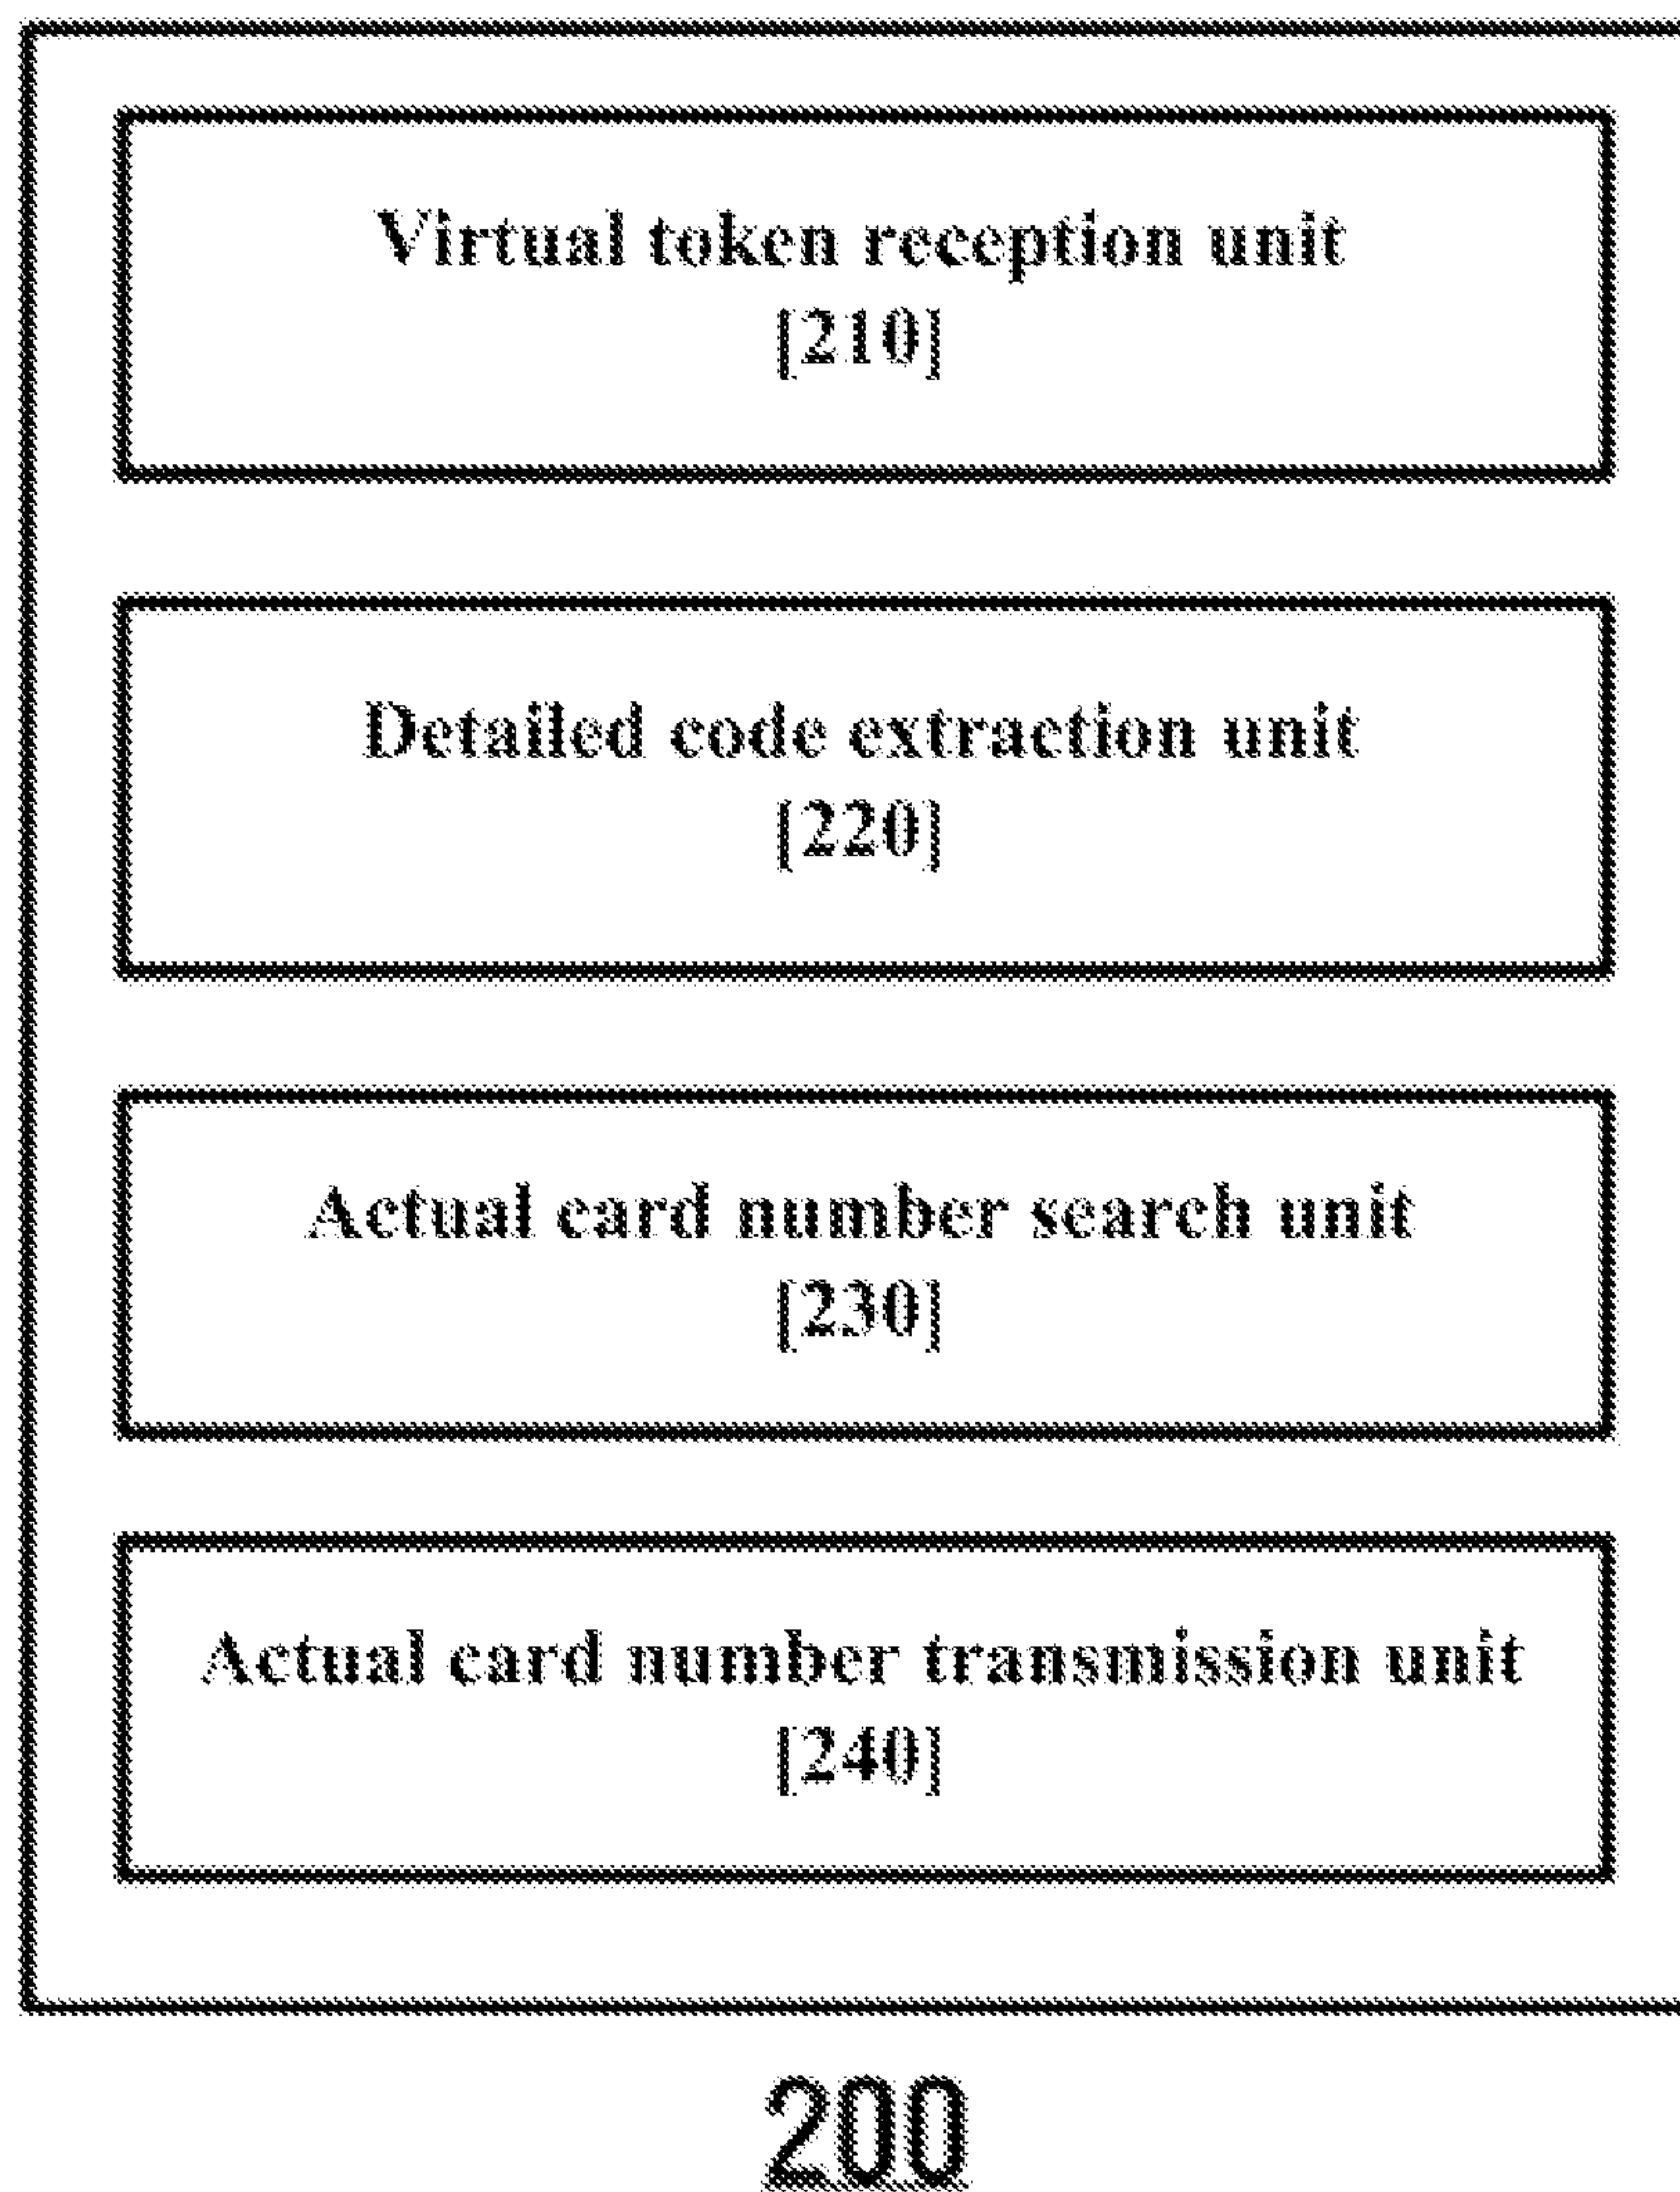 Virtual token reception unit
[210]
Detailed code extraction unit
[220]
Actual card number search unit
[230]
Actual card number transmission unit
[240]
200